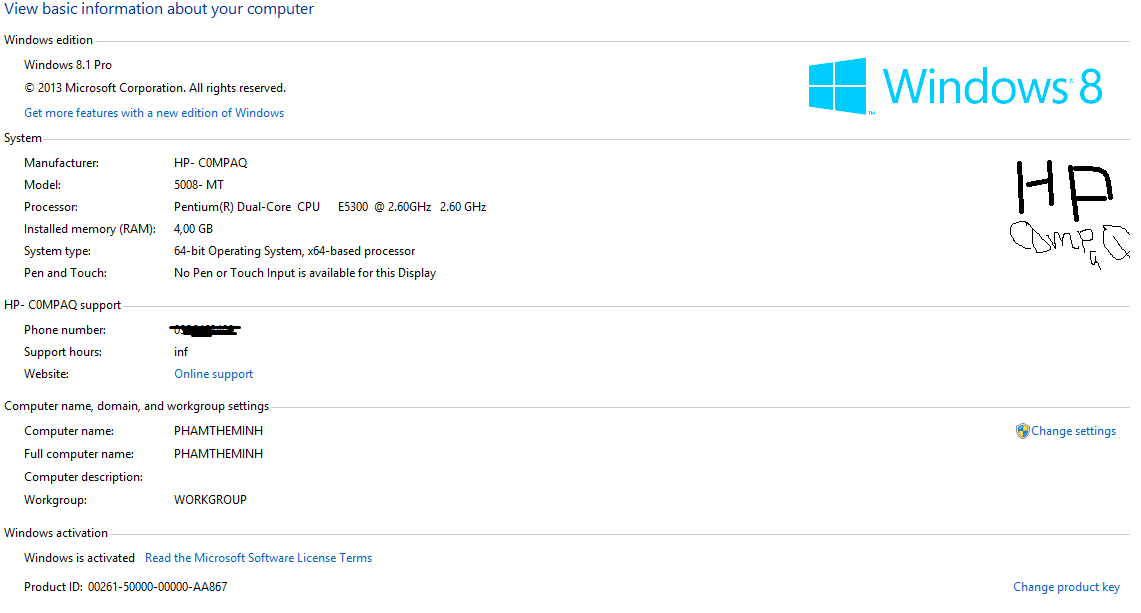 View basic information about your computer
Windows edition
Windows 8.1 Pro
© 2013 Microsoft Corporation. All rights reserved.
Get more features with a new edition of Windows
Windows® 8
System
Manufacturer: HP- C0MPAQ
Model: 5008- MT
Processor: Pentium(R) Dual-Core CPU E5300 @ 2.60GHz 2.60 GHz
Installed memory (RAM): 4,00 GB
System type: 64-bit Operating System, x64-based processor
Pen and Touch: No Pen or Touch Input is available for this Display
HP
CompaQ
HP- C0MPAQ support
Phone number:
Support hours: inf
Website: Online support
Computer name, domain, and workgroup settings
Computer name: PHAMTHEMINH
Change settings
Full computer name: PHAMTHEMINH
Computer description:
Workgroup: WORKGROUP
Windows activation
Windows is activated Read the Microsoft Software License Terms
Product ID: 00261-50000-00000-AA867
Change product key